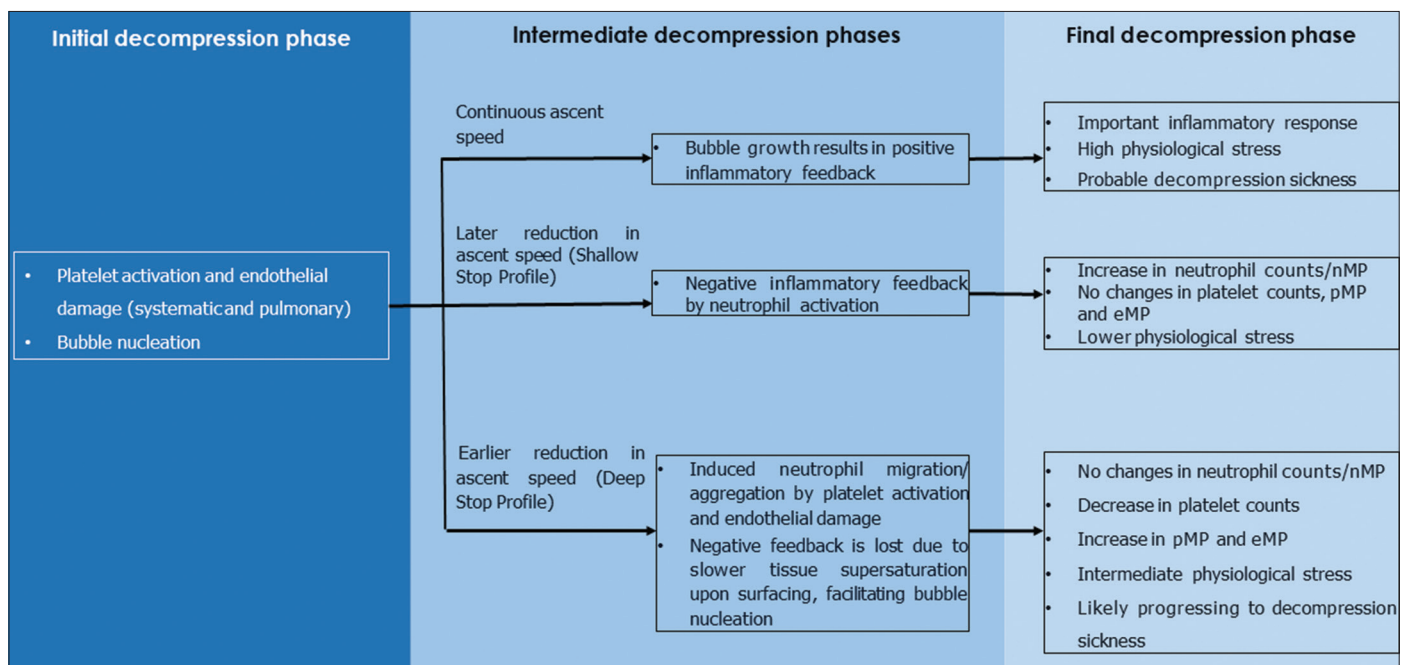 Initial decompression phase
Intermediate decompression phases
Final decompression phase
• Platelet activation and endothelial
damage (systematic and pulmonary)
• Bubble nucleation
Continuous ascent
speed
• Bubble growth results in positive
inflammatory feedback
• Important inflammatory response
• High physiological stress
• Probable decompression sickness
Later reduction in
ascent speed (Shallow
Stop Profile)
• Negative inflammatory feedback
by neutrophil activation
• Increase in neutrophil counts/nMP
• No changes in platelet counts, pMP
and eMP
• Lower physiological stress
Earlier reduction in
ascent speed (Deep
Stop Profile)
• Induced neutrophil migration/
aggregation by platelet activation
and endothelial damage
• Negative feedback is lost due to
slower tissue supersaturation
upon surfacing, facilitating bubble
nucleation
• No changes in neutrophil counts/nMP
• Decrease in platelet counts
• Increase in pMP and eMP
• Intermediate physiological stress
• Likely progressing to decompression
sickness